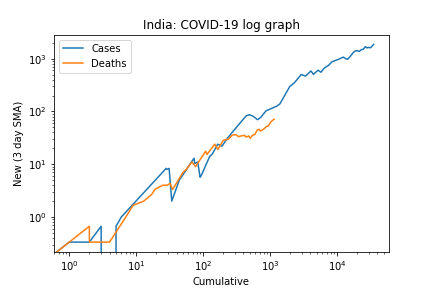 India: COVID-19 log graph
Cases
Deaths
New (3 day SMA)
10³
10²
10¹
10⁰
10⁰ 10¹ 10² 10³ 10⁴
Cumulative